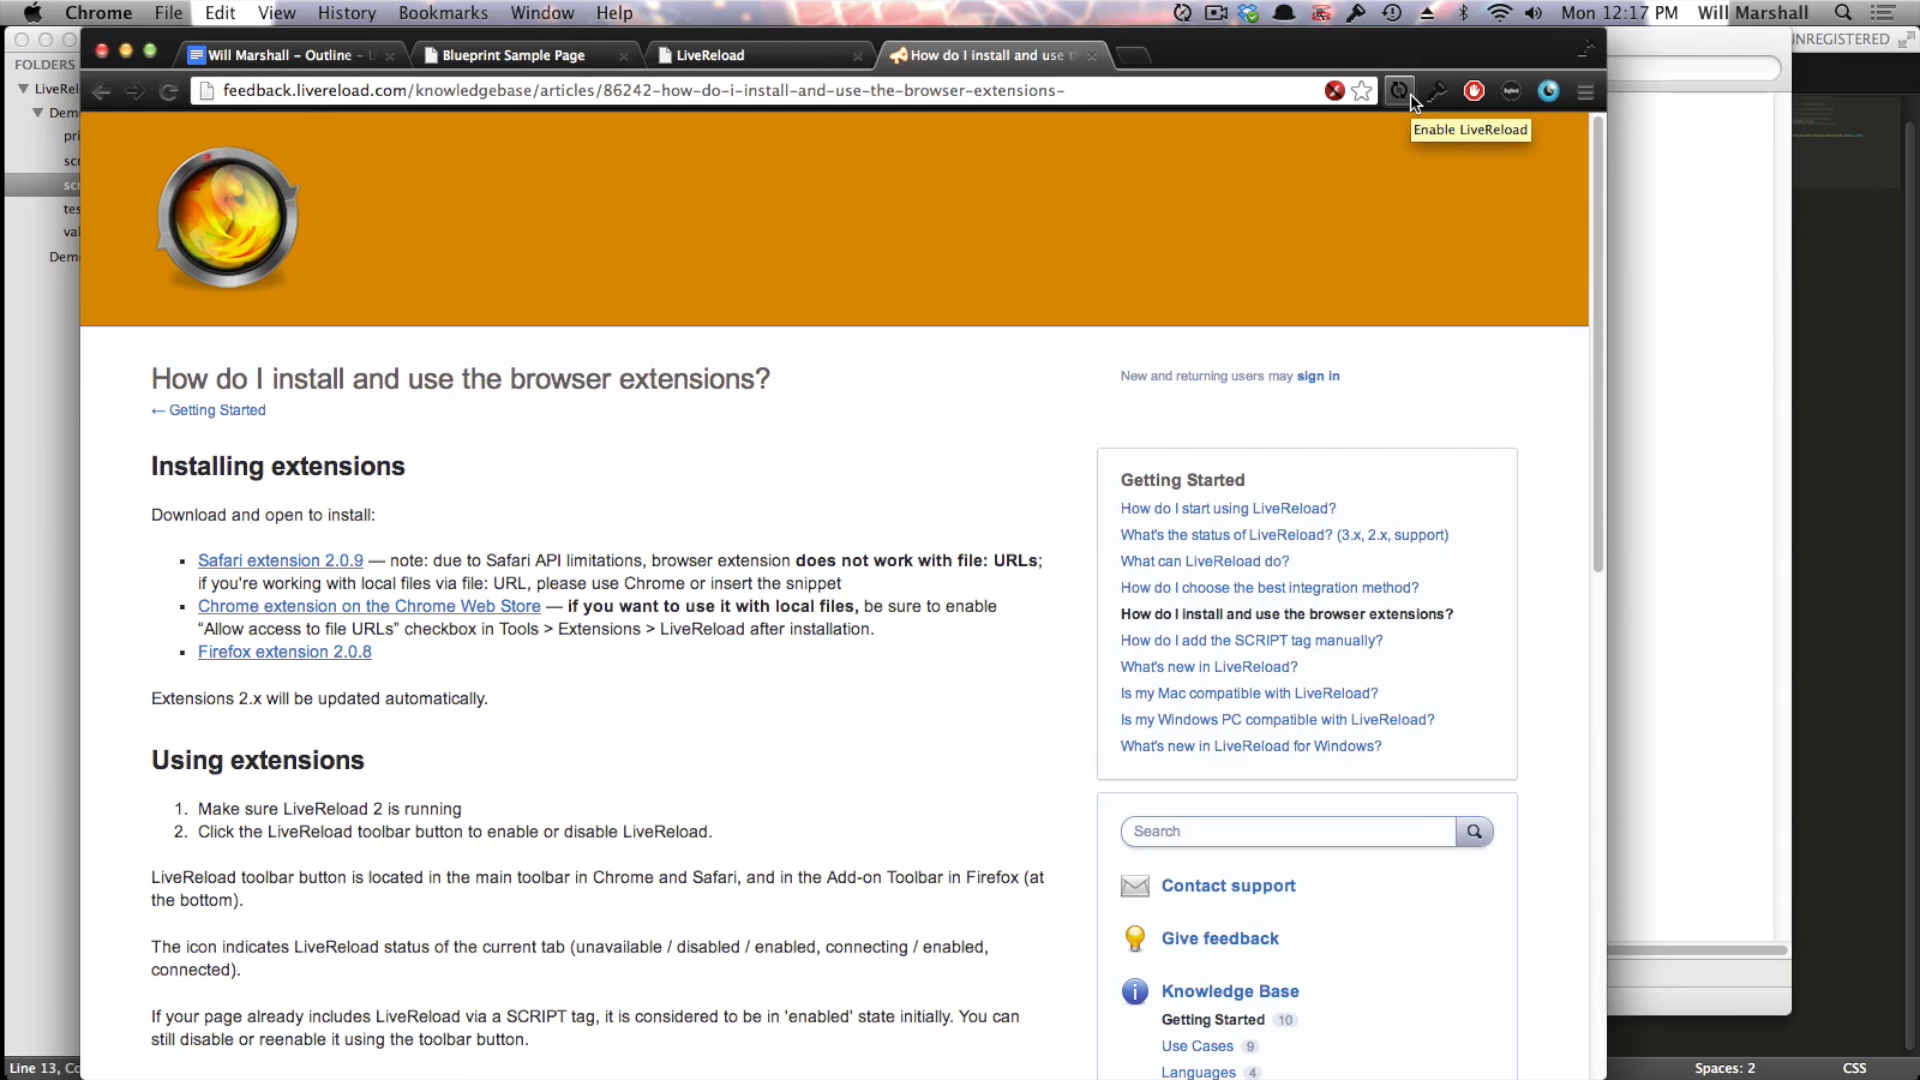 Chrome File Edit View History Bookmarks Window Help Mon 12:17 PM Will Marshall
UNREGISTERED
FOLDERS
Will Marshall – Outline – Blueprint Sample Page LiveReload How do I install and use t
LiveRel
feedback.livereload.com/knowledgebase/articles/86242-how-do-i-install-and-use-the-browser-extensions-
Dem
Enable LiveReload
pri
scr
scr
tes
val
Dem
How do I install and use the browser extensions?
New and returning users may sign in
← Getting Started
Installing extensions
Download and open to install:
Safari extension 2.0.9 — note: due to Safari API limitations, browser extension does not work with file: URLs;
if you're working with local files via file: URL, please use Chrome or insert the snippet
Chrome extension on the Chrome Web Store — if you want to use it with local files, be sure to enable
“Allow access to file URLs” checkbox in Tools > Extensions > LiveReload after installation.
Firefox extension 2.0.8
Extensions 2.x will be updated automatically.
Using extensions
1. Make sure LiveReload 2 is running
2. Click the LiveReload toolbar button to enable or disable LiveReload.
LiveReload toolbar button is located in the main toolbar in Chrome and Safari, and in the Add-on Toolbar in Firefox (at
the bottom).
The icon indicates LiveReload status of the current tab (unavailable / disabled / enabled, connecting / enabled,
connected).
If your page already includes LiveReload via a SCRIPT tag, it is considered to be in 'enabled' state initially. You can
still disable or reenable it using the toolbar button.
Getting Started
How do I start using LiveReload?
What's the status of LiveReload? (3.x, 2.x, support)
What can LiveReload do?
How do I choose the best integration method?
How do I install and use the browser extensions?
How do I add the SCRIPT tag manually?
What's new in LiveReload?
Is my Mac compatible with LiveReload?
Is my Windows PC compatible with LiveReload?
What's new in LiveReload for Windows?
Search
Contact support
Give feedback
Knowledge Base
Getting Started 10
Use Cases 9
Languages 4
Line 13, Co
Spaces: 2 CSS